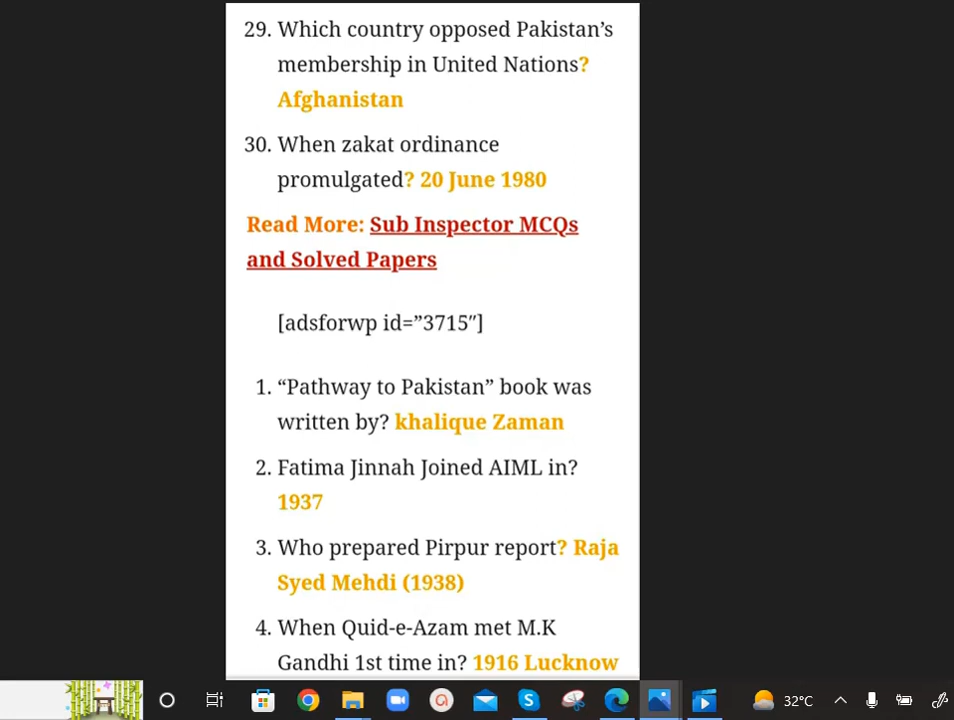 29. Which country opposed Pakistan’s
membership in United Nations?
Afghanistan
30. When zakat ordinance
promulgated? 20 June 1980
Read More: Sub Inspector MCQs
and Solved Papers
[adsforwp id=”3715″]
1. “Pathway to Pakistan” book was
written by? khalique Zaman
2. Fatima Jinnah Joined AIML in?
1937
3. Who prepared Pirpur report? Raja
Syed Mehdi (1938)
4. When Quid-e-Azam met M.K
Gandhi 1st time in? 1916 Lucknow
32°C